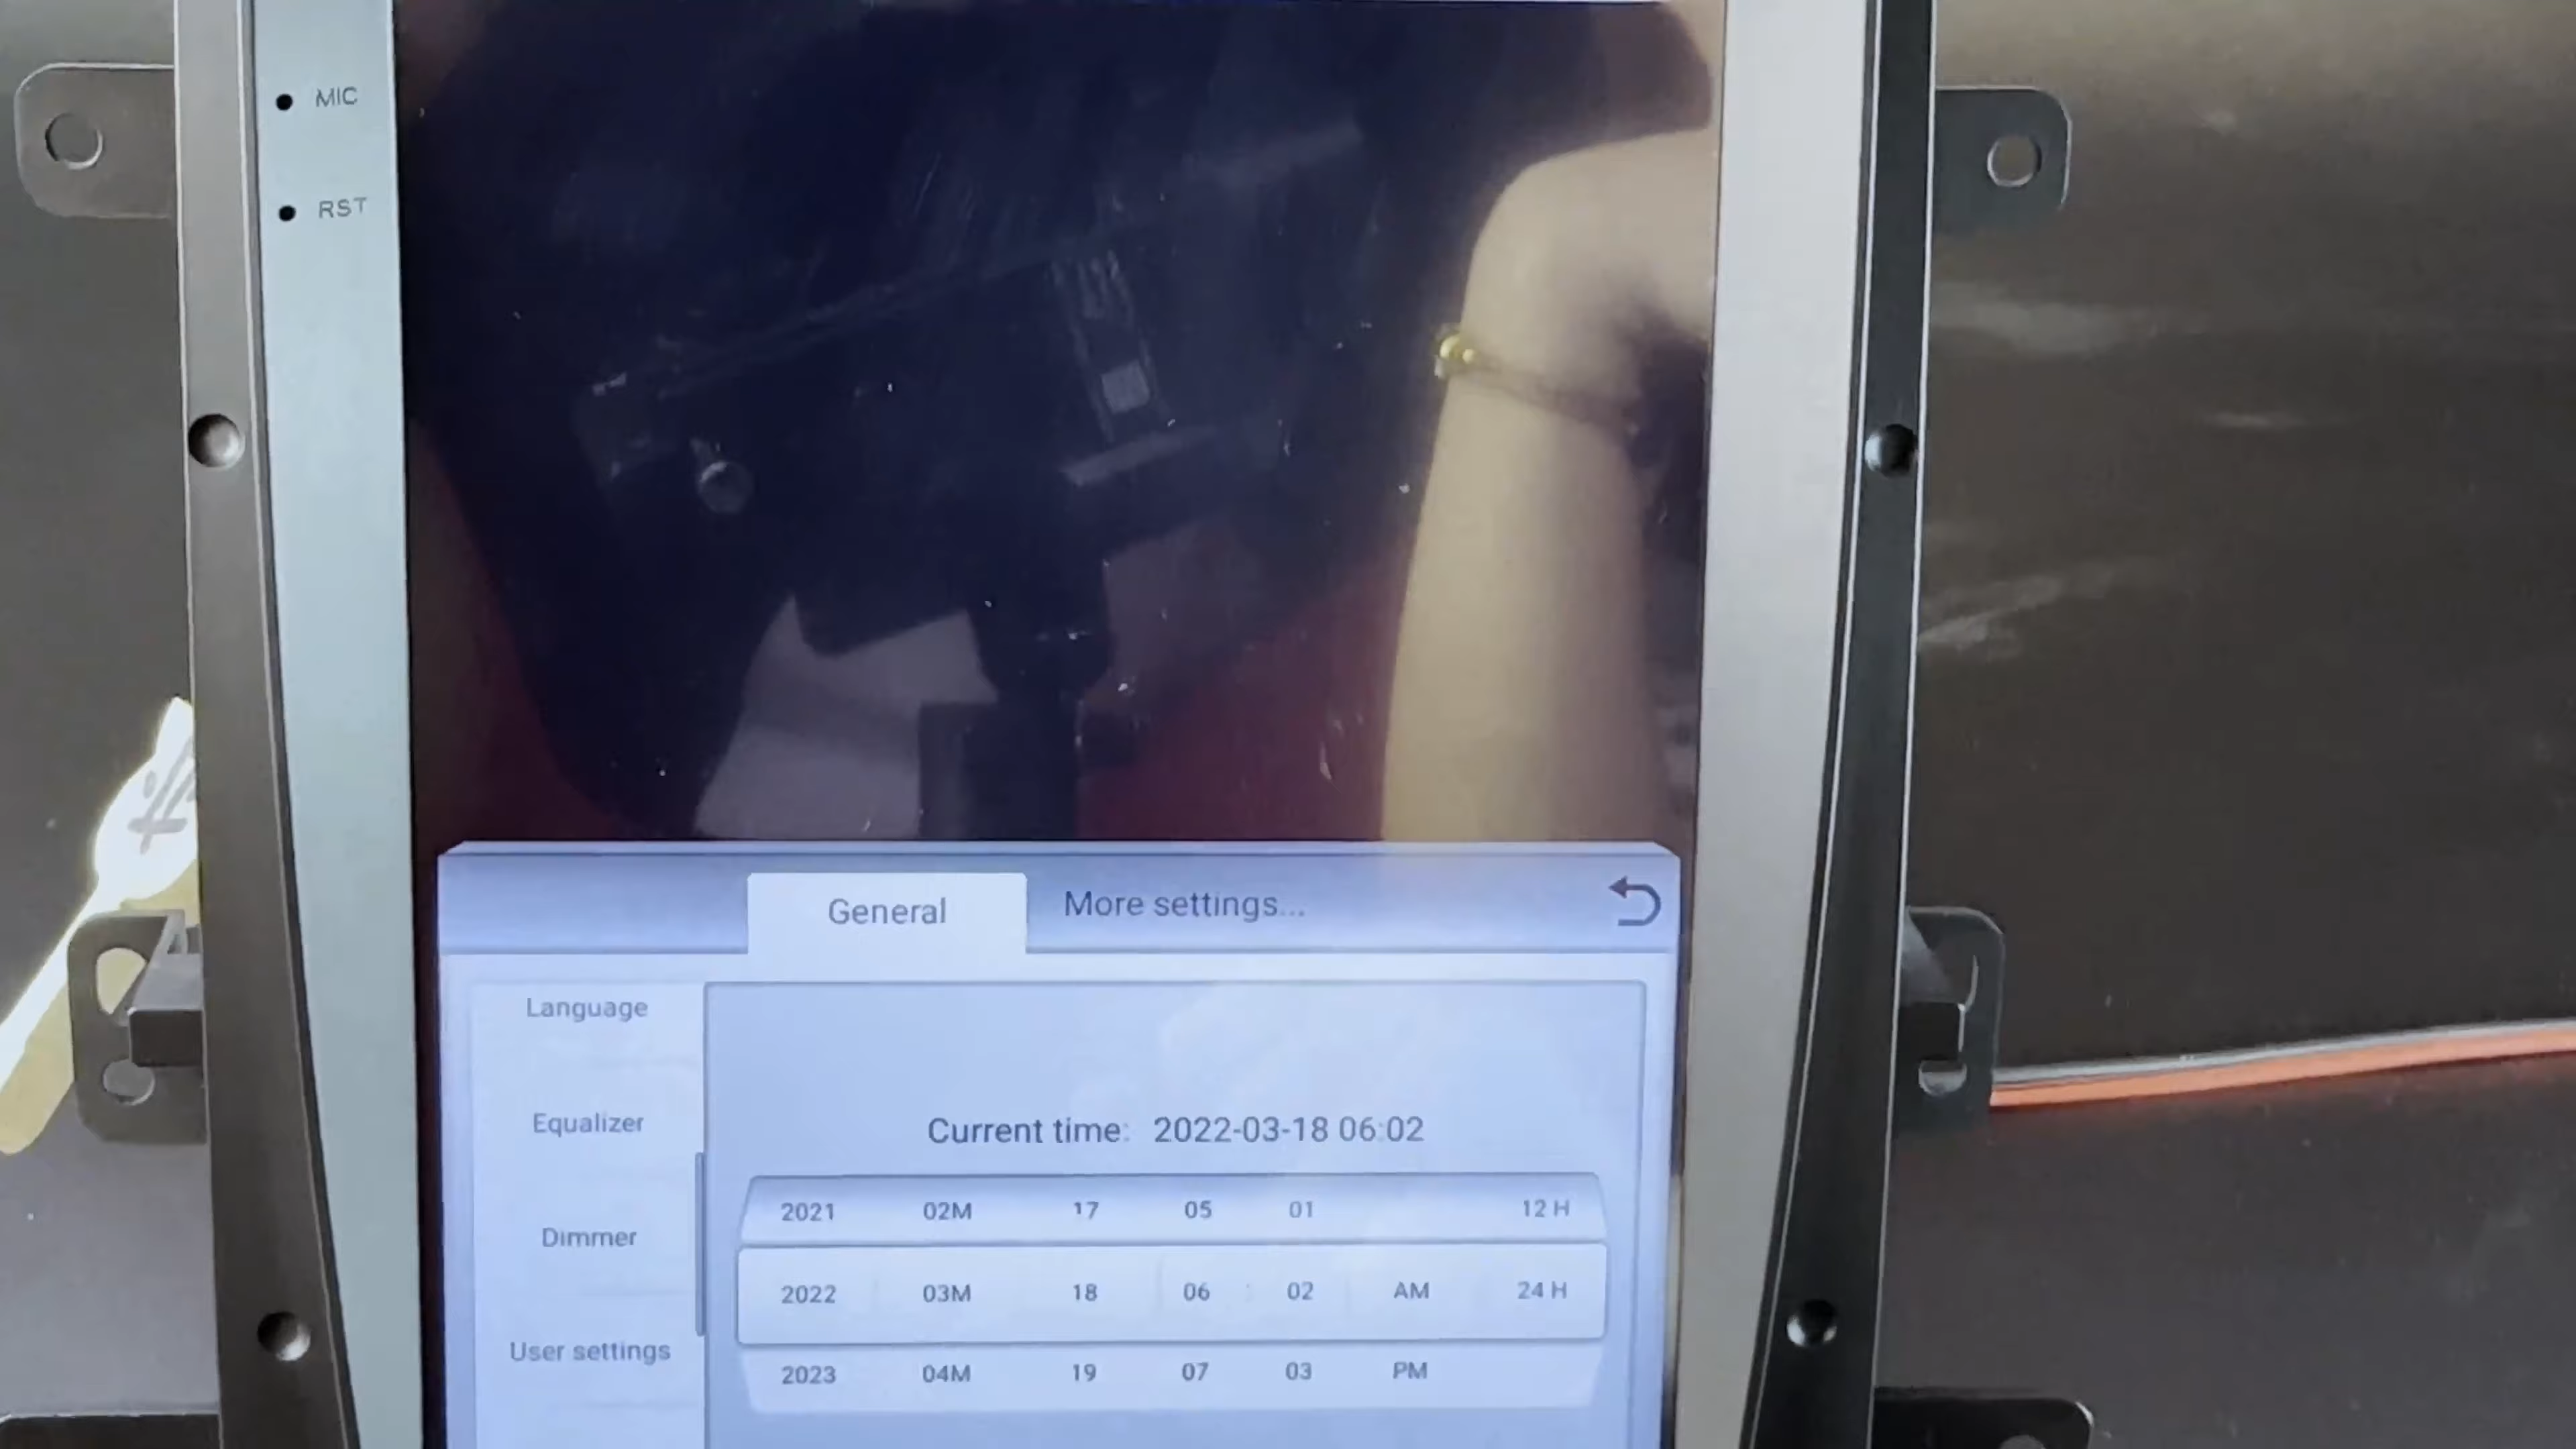 MIC
RST
General More settings...
Language
Equalizer
Dimmer
User settings
Current time: 2022-03-18 06:02
2021 02M 17 05 01 12 H
2022 03M 18 06 : 02 AM 24 H
2023 04M 19 07 03 PM